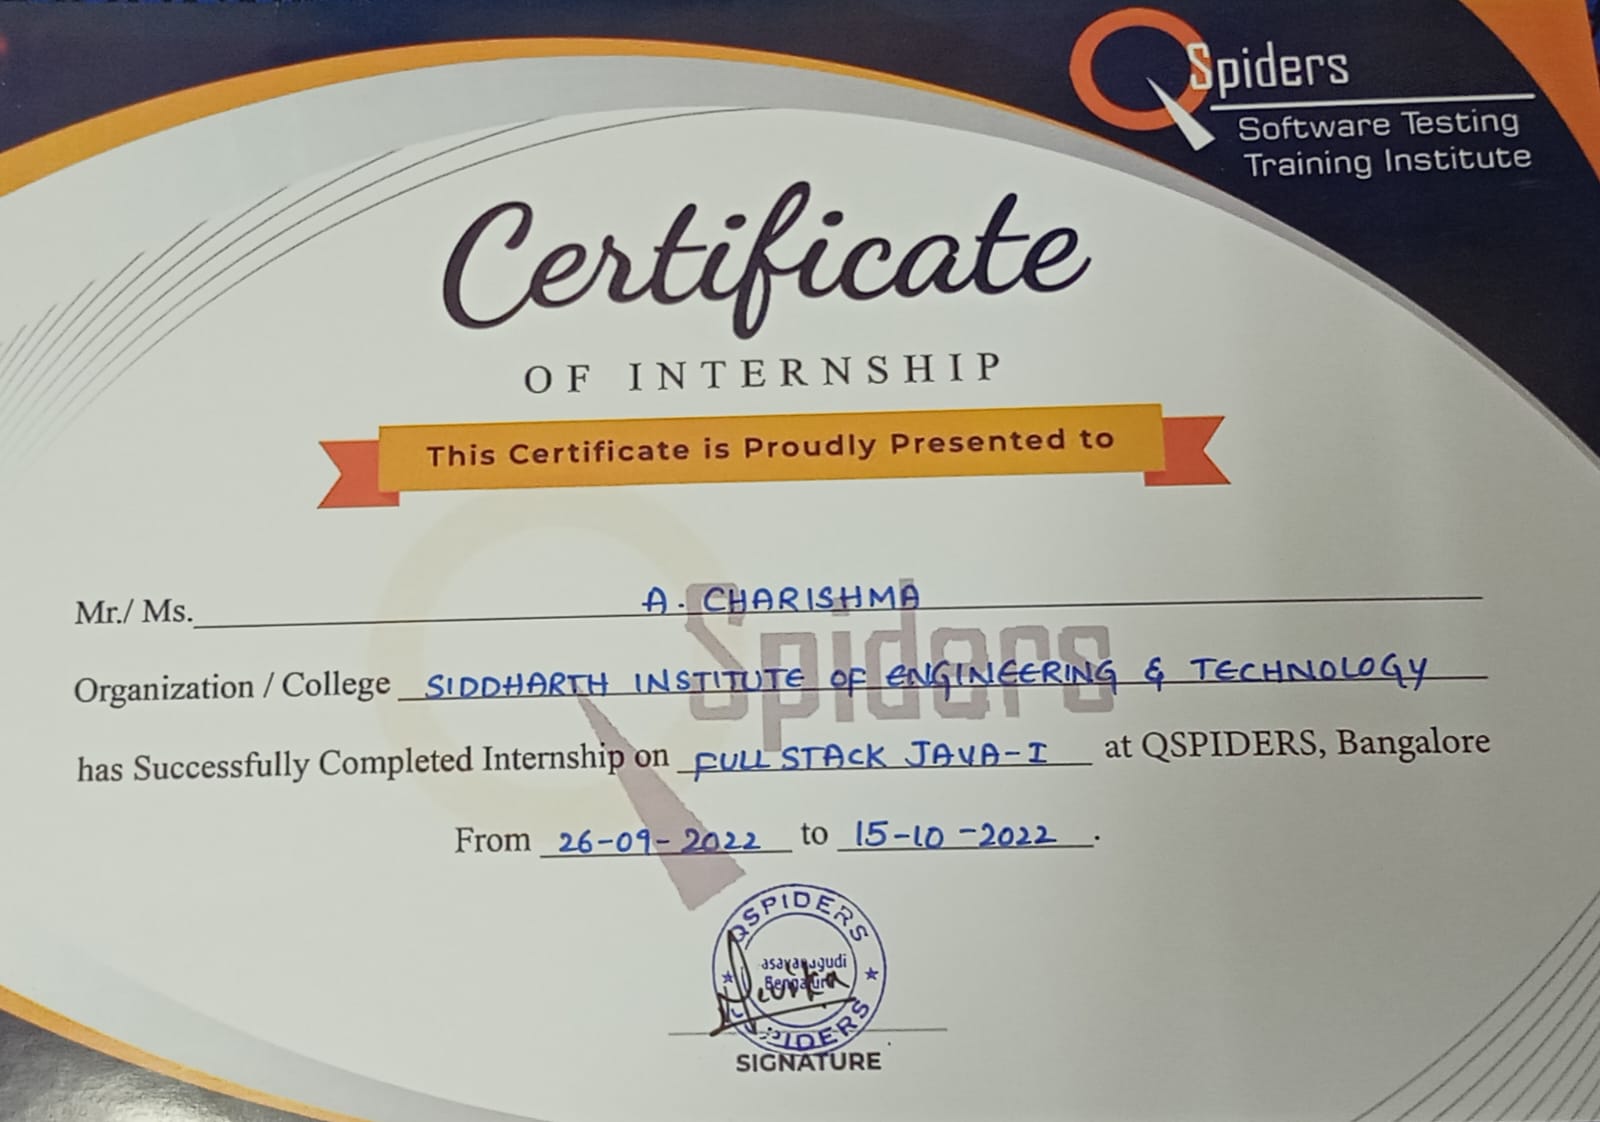 QSpiders
Software Testing
Training Institute
Certificate
OF INTERNSHIP
This Certificate is Proudly Presented to
Mr./ Ms. A. CHARISHMA
Organization / College SIDDHARTH INSTITUTE OF ENGINEERING & TECHNOLOGY
has Successfully Completed Internship on FULL STACK JAVA-I at QSPIDERS, Bangalore
From 26-09-2022 to 15-10-2022.
Spiders
QSPIDERS
SIGNATURE